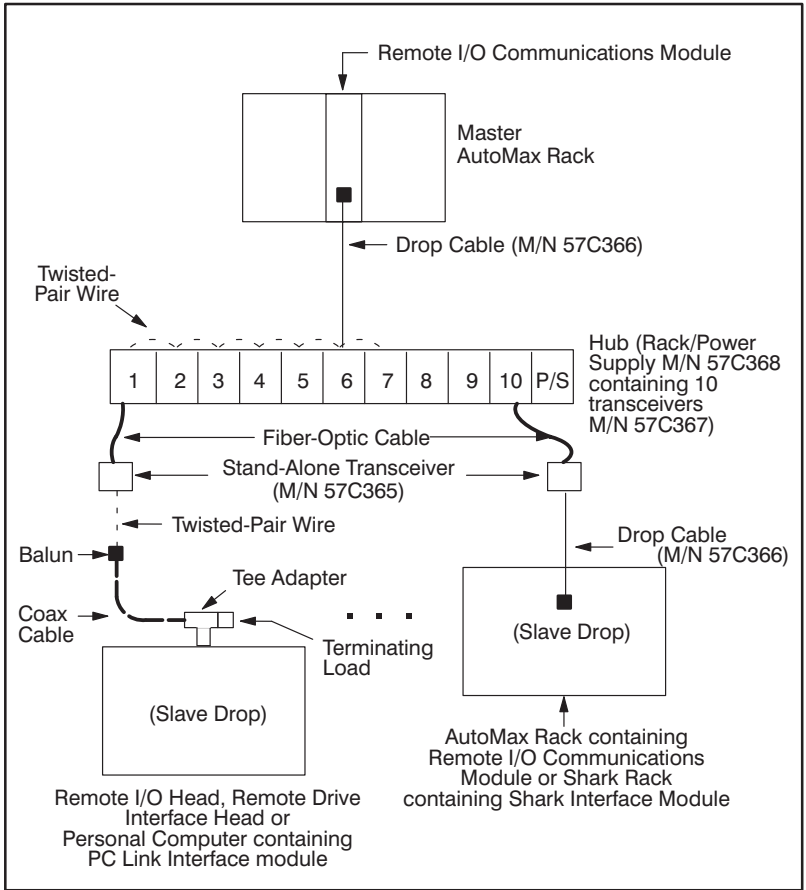 Remote I/O Communications Module
Master
AutoMax Rack
Drop Cable (M/N 57C366)
Twisted-
Pair Wire
1 2 3 4 5 6 7 8 9 10 P/S
Hub (Rack/Power
Supply M/N 57C368
containing 10
transceivers
M/N 57C367)
Fiber-Optic Cable
Stand-Alone Transceiver
(M/N 57C365)
Twisted-Pair Wire
Drop Cable
(M/N 57C366)
Balun
Tee Adapter
Coax
Cable
Terminating
Load
(Slave Drop)
(Slave Drop)
AutoMax Rack containing
Remote I/O Communications
Module or Shark Rack
containing Shark Interface Module
Remote I/O Head, Remote Drive
Interface Head or
Personal Computer containing
PC Link Interface module